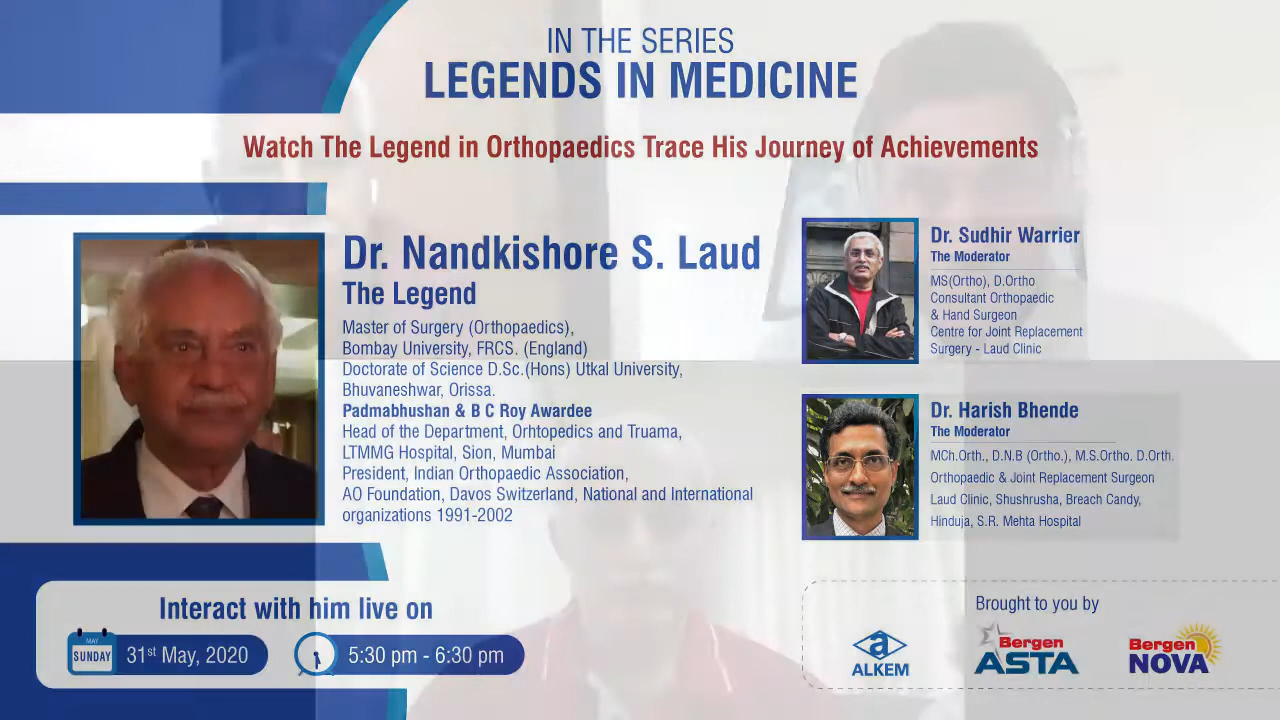 IN THE SERIES
LEGENDS IN MEDICINE
Watch The Legend in Orthopaedics Trace His Journey of Achievements
Dr. Nandkishore S. Laud
The Legend
Master of Surgery (Orthopaedics),
Bombay University, FRCS. (England)
Doctorate of Science D.Sc.(Hons) Utkal University,
Bhuvaneshwar, Orissa.
Padmabhushan & B C Roy Awardee
Head of the Department, Orhtopedics and Truama,
LTMMG Hospital, Sion, Mumbai
President, Indian Orthopaedic Association,
AO Foundation, Davos Switzerland, National and International
organizations 1991-2002
Dr. Sudhir Warrier
The Moderator
MS(Ortho), D.Ortho
Consultant Orthopaedic
& Hand Surgeon
Centre for Joint Replacement
Surgery - Laud Clinic
Dr. Harish Bhende
The Moderator
MCh.Orth., D.N.B (Ortho.), M.S.Ortho. D.Orth.
Orthopaedic & Joint Replacement Surgeon
Laud Clinic, Shushrusha, Breach Candy,
Hinduja, S.R. Mehta Hospital
Interact with him live on
MAY
SUNDAY
31st May, 2020
5:30 pm - 6:30 pm
Brought to you by
a
ALKEM
Bergen
ASTA
Bergen
NOVA